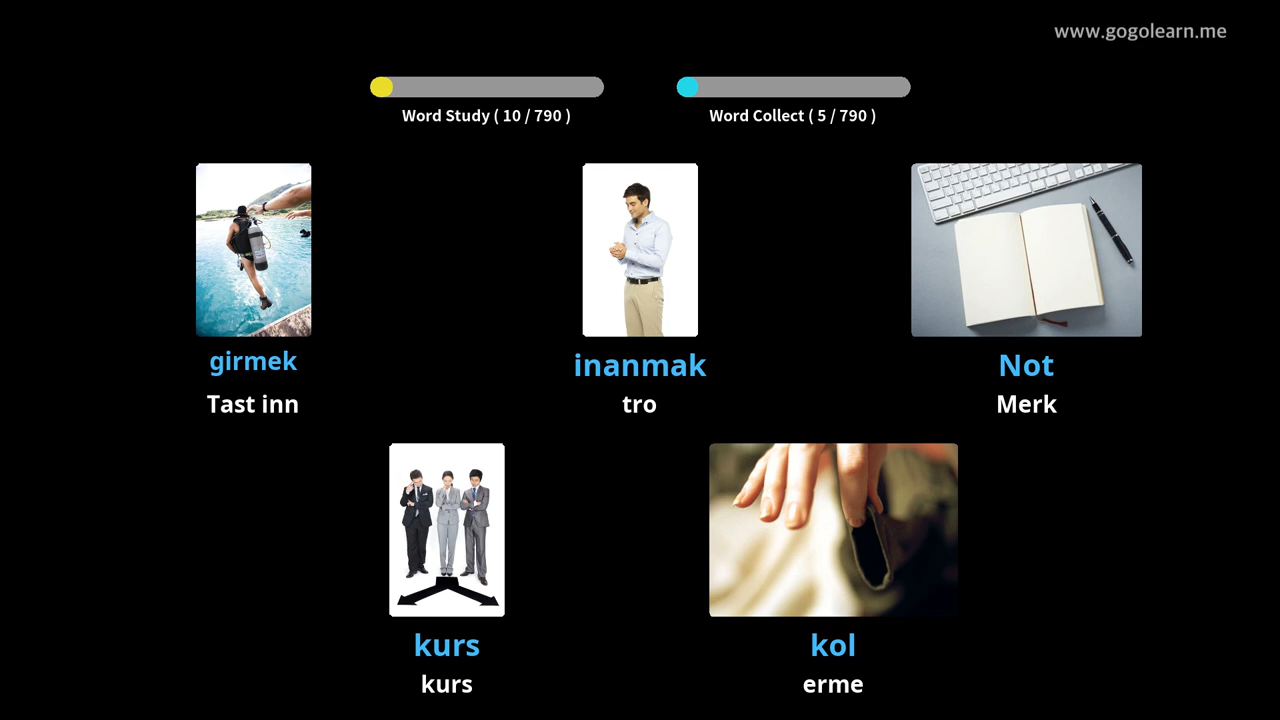 www.gogolearn.me
Word Study ( 10 / 790 )
Word Collect ( 5 / 790 )
girmek
Tast inn
inanmak
tro
Not
Merk
kurs
kurs
kol
erme